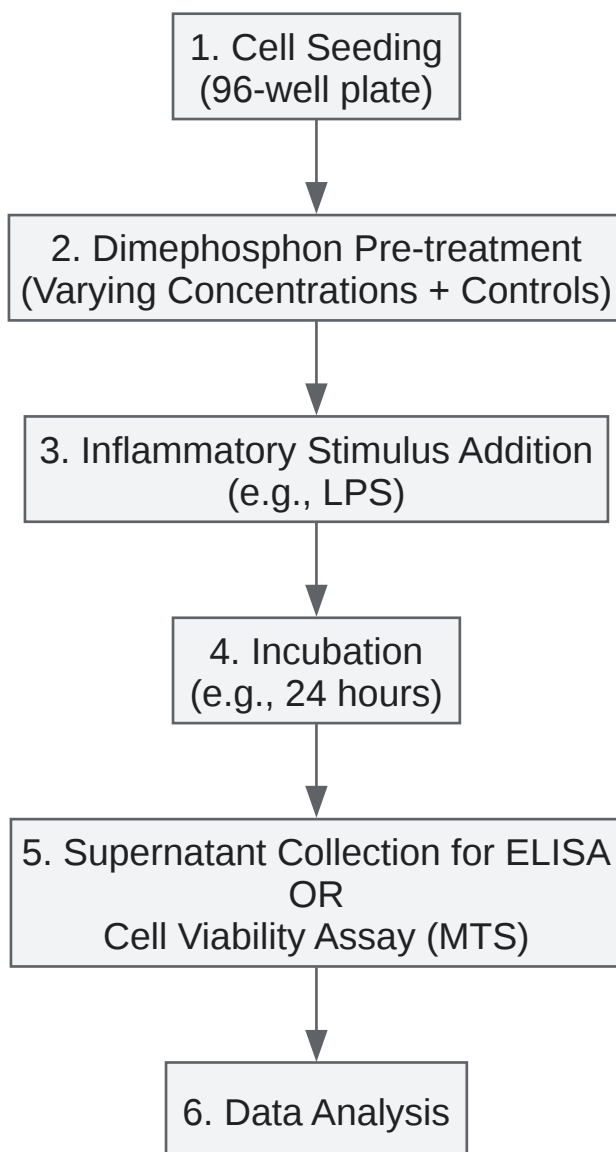 1. Cell Seeding
(96-well plate)
2. Dimephosphon Pre-treatment
(Varying Concentrations + Controls)
3. Inflammatory Stimulus Addition
(e.g., LPS)
4. Incubation
(e.g., 24 hours)
5. Supernatant Collection for ELISA
OR
Cell Viability Assay (MTS)
6. Data Analysis